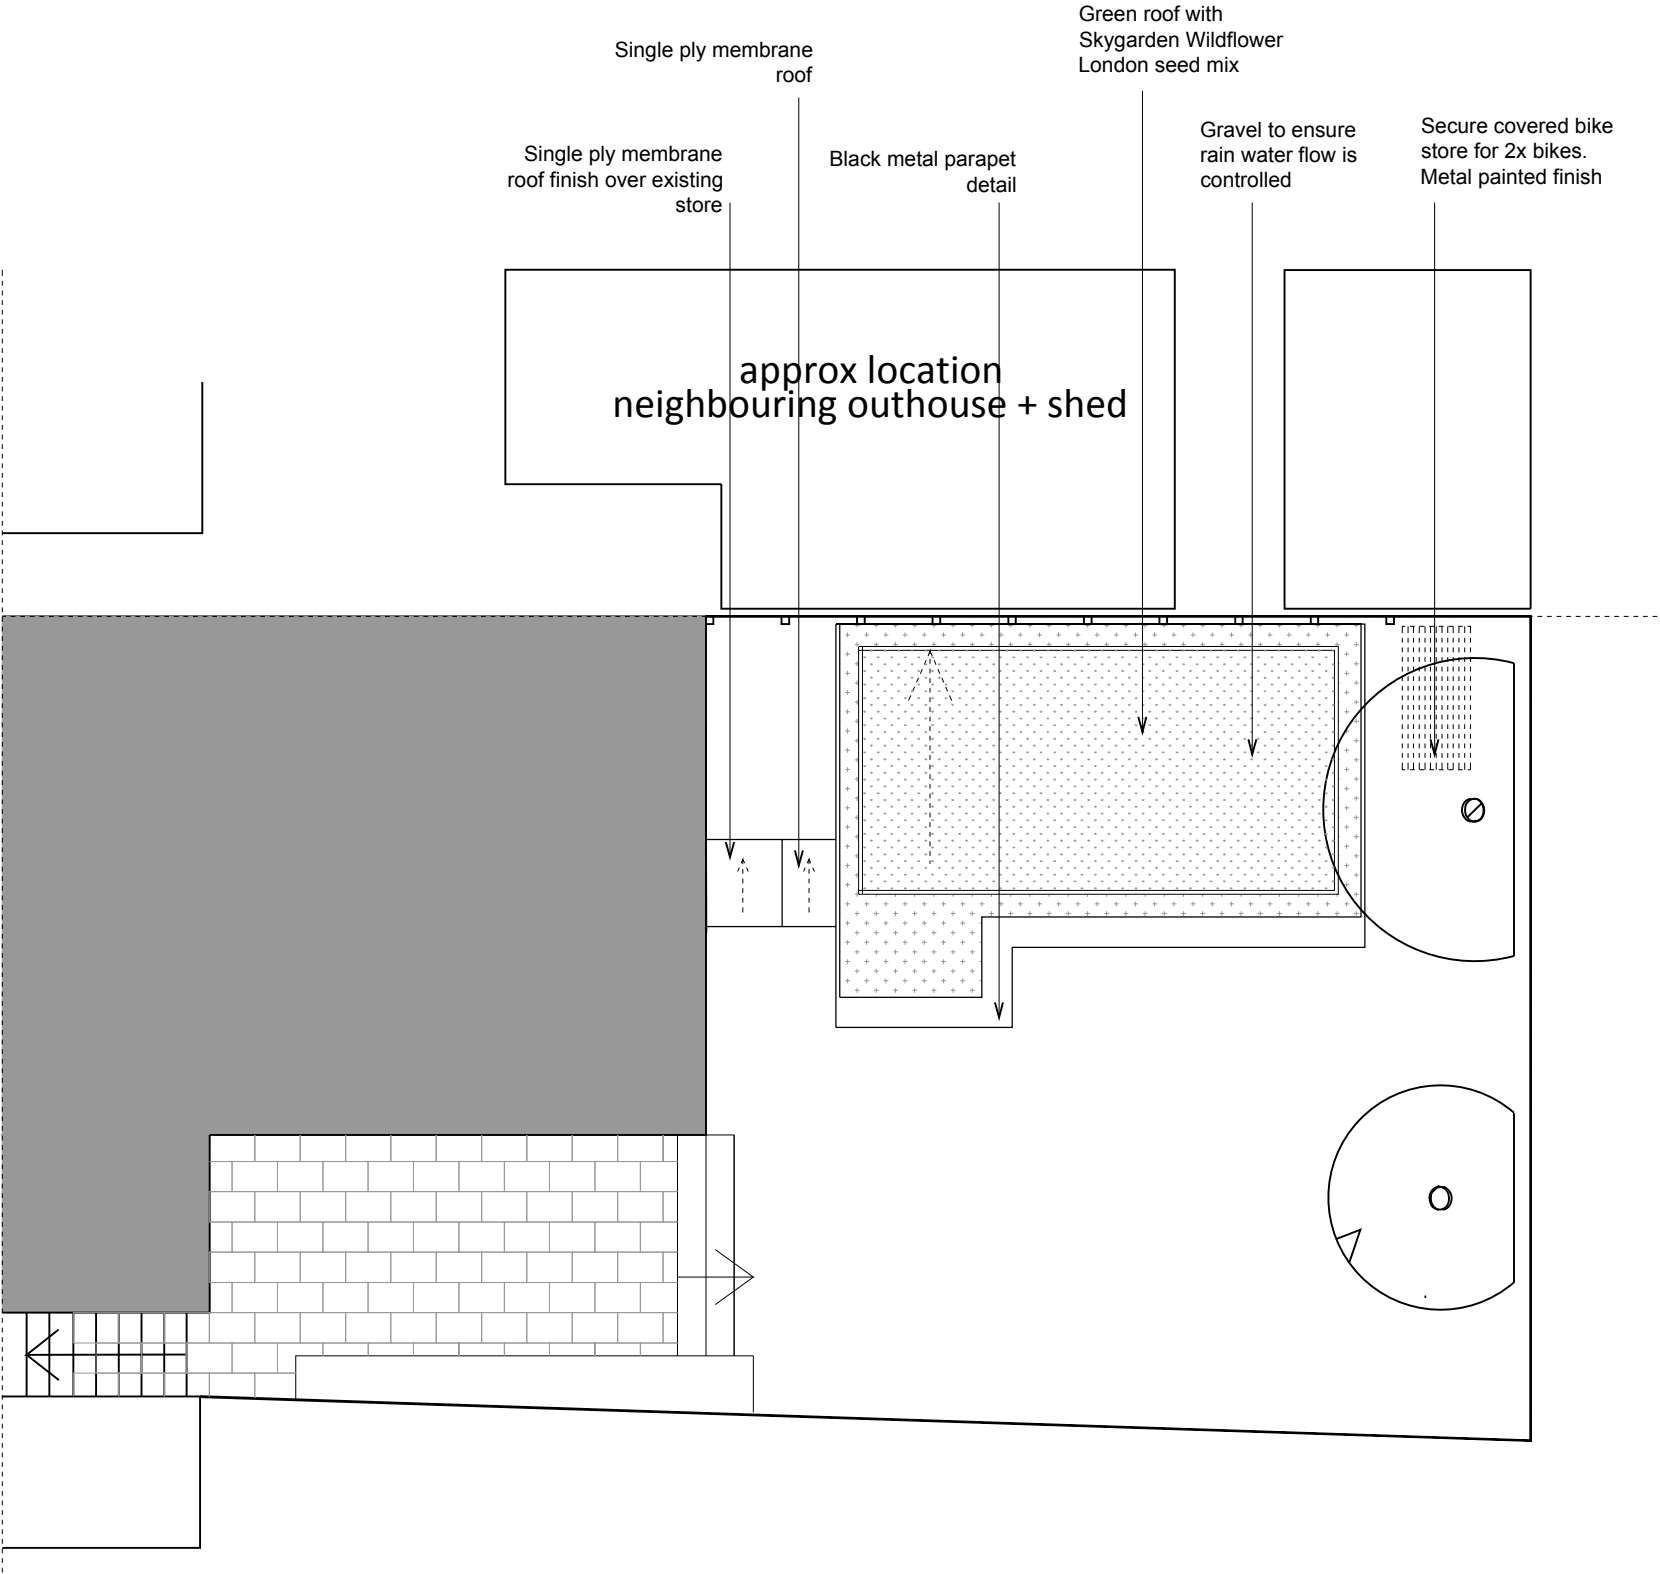 Green roof with
Skygarden Wildflower
London seed mix
Single ply membrane
roof
Gravel to ensure
rain water flow is
controlled
Secure covered bike
store for 2x bikes.
Metal painted finish
Single ply membrane
roof finish over existing
store
Black metal parapet
detail
approx location
neighbouring outhouse + shed